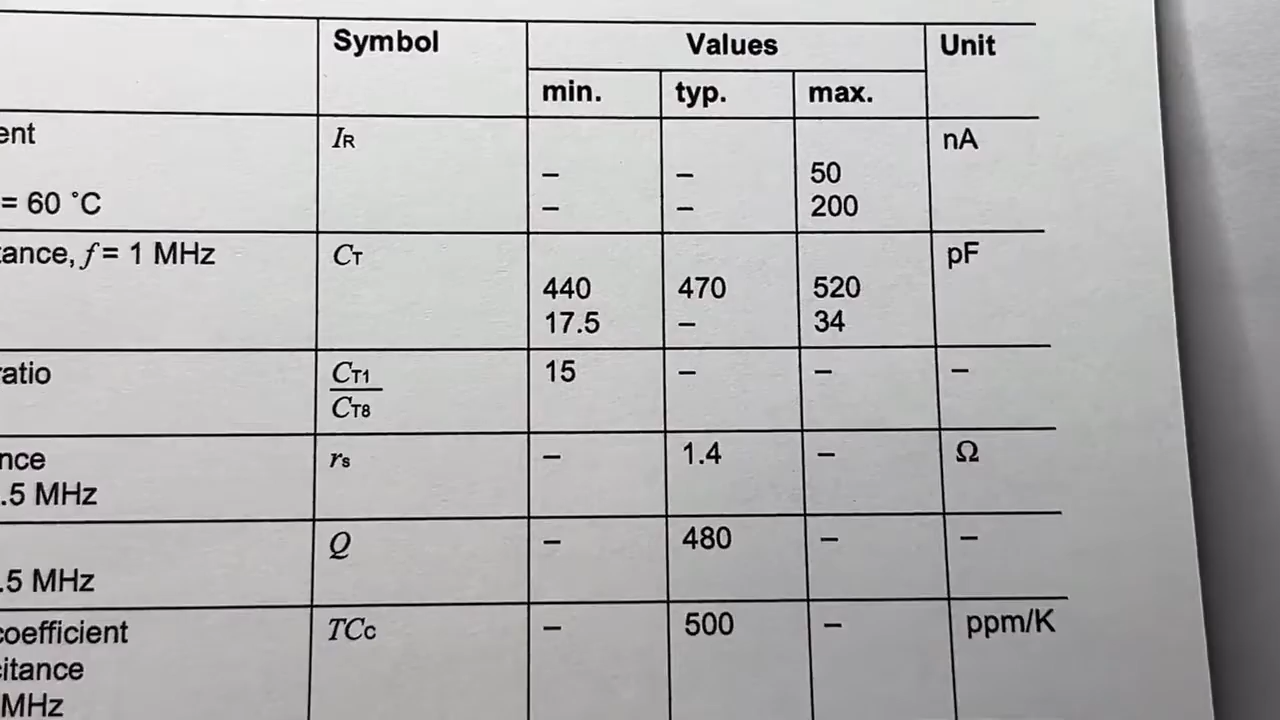 Symbol Values Unit
min. typ. max.
ent IR nA
– – 50
= 60 °C – – 200
tance, f = 1 MHz CT pF
440 470 520
17.5 – 34
ratio CT1 15 – – –
CT8
nce rs – 1.4 – Ω
.5 MHz
Q – 480 – –
.5 MHz
coefficient TCc – 500 – ppm/K
citance
MHz